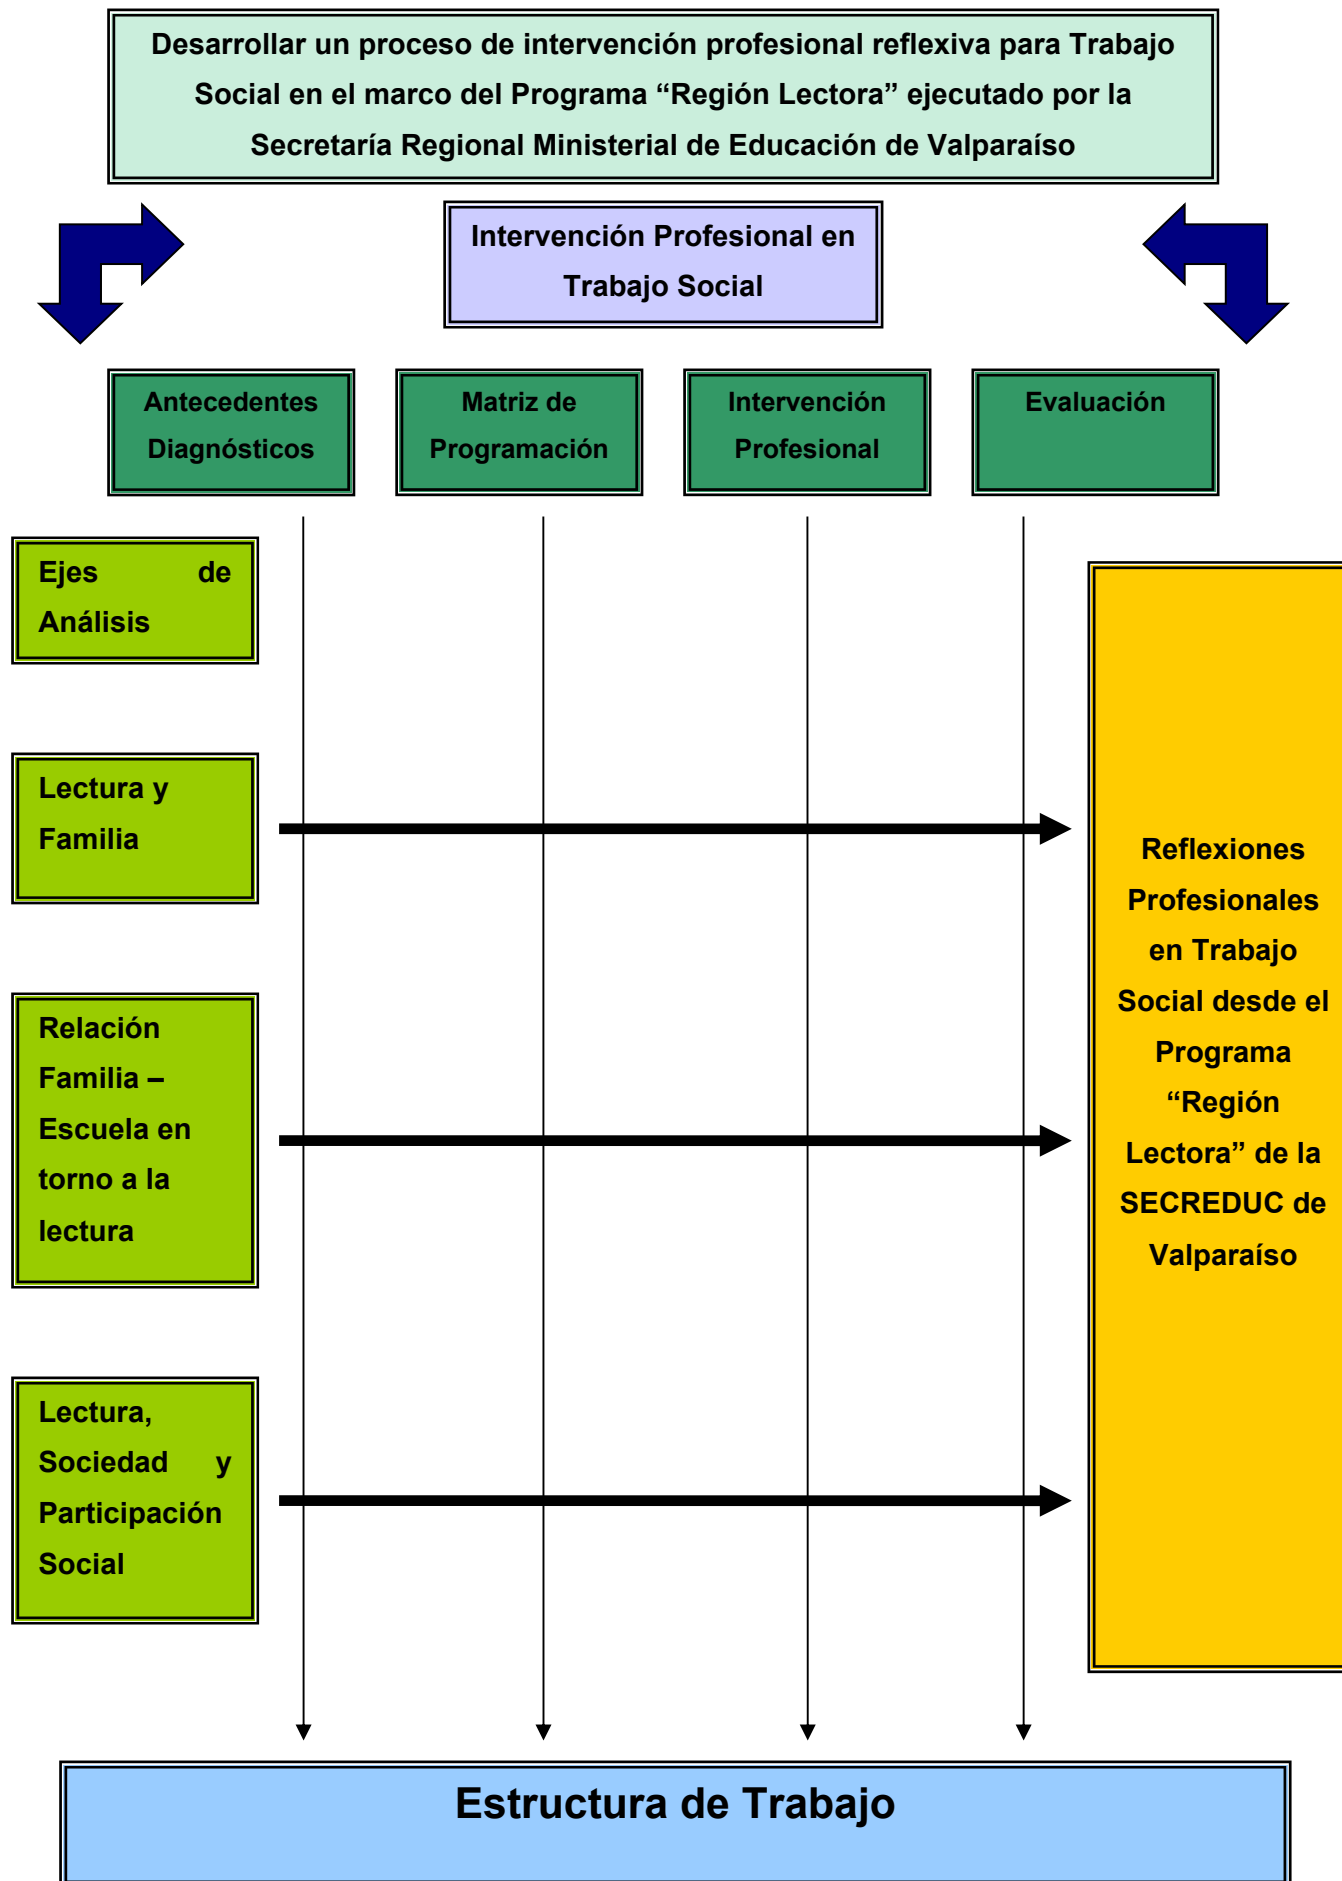 Desarrollar un proceso de intervención profesional reflexiva para Trabajo
Social en el marco del Programa “Región Lectora” ejecutado por la
Secretaría Regional Ministerial de Educación de Valparaíso
Intervención Profesional en
Trabajo Social
Antecedentes
Diagnósticos
Matriz de
Programación
Intervención
Profesional
Evaluación
Ejes de
Análisis
Lectura y
Familia
Relación
Familia –
Escuela en
torno a la
lectura
Lectura,
Sociedad y
Participación
Social
Reflexiones
Profesionales
en Trabajo
Social desde el
Programa
“Región
Lectora” de la
SECREDUC de
Valparaíso
Estructura de Trabajo